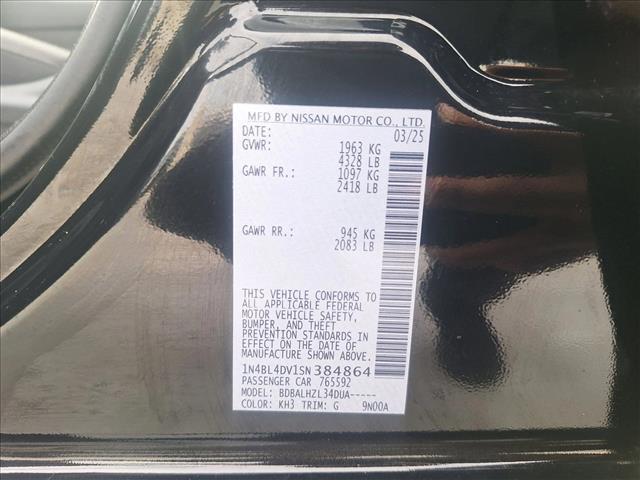 MFD BY NISSAN MOTOR CO., LTD.
DATE: 03/25
GVWR: 1963 KG
4328 LB
GAWR FR.: 1097 KG
2418 LB
GAWR RR.: 945 KG
2083 LB
THIS VEHICLE CONFORMS TO
ALL APPLICABLE FEDERAL
MOTOR VEHICLE SAFETY,
BUMPER, AND THEFT
PREVENTION STANDARDS IN
EFFECT ON THE DATE OF
MANUFACTURE SHOWN ABOVE.
1N4BL4DV1SN384864
PASSENGER CAR 765592
MODEL: BDBALHZL34DUA-----
COLOR: KH3 TRIM: G 9N00A